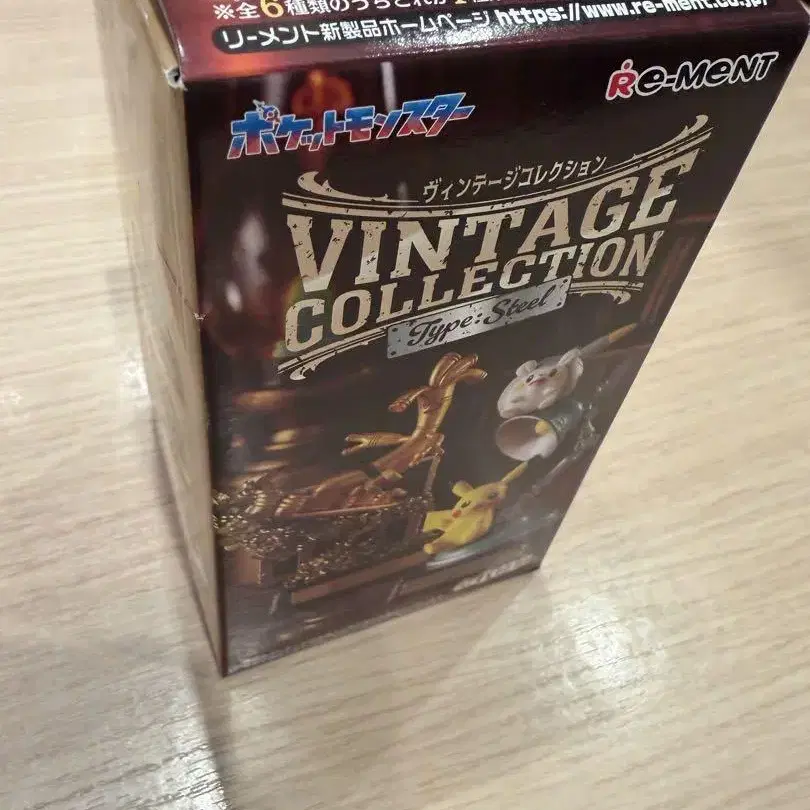 ※全6種類のうちどれか1
リーメント新製品ホームページ https://www.re-ment.co.jp/
Re-MeNT
ポケットモンスター
ヴィンテージコレクション
VINTAGE
COLLECTION
Type:Steel